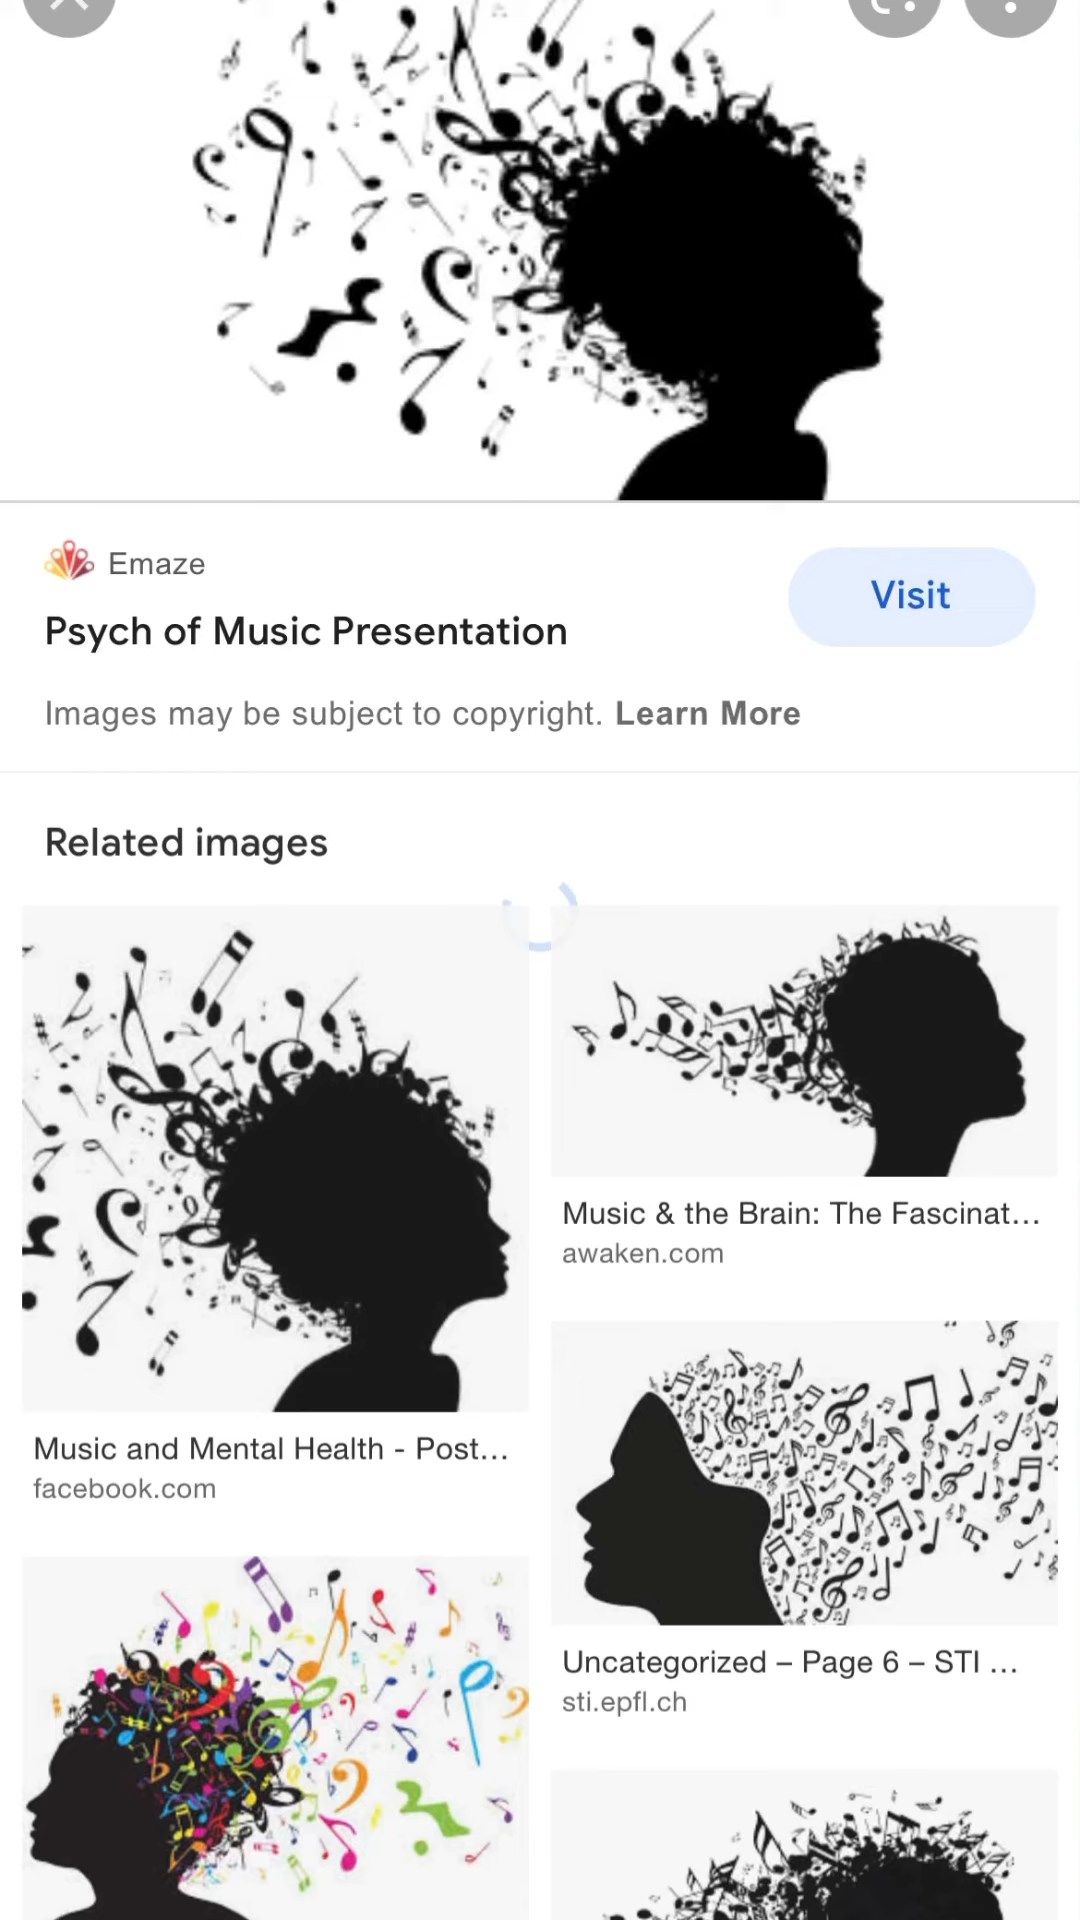 Emaze
Visit
Psych of Music Presentation
Images may be subject to copyright. Learn More
Related images
Music & the Brain: The Fascinat...
awaken.com
Music and Mental Health - Post...
facebook.com
Uncategorized – Page 6 – STI ...
sti.epfl.ch